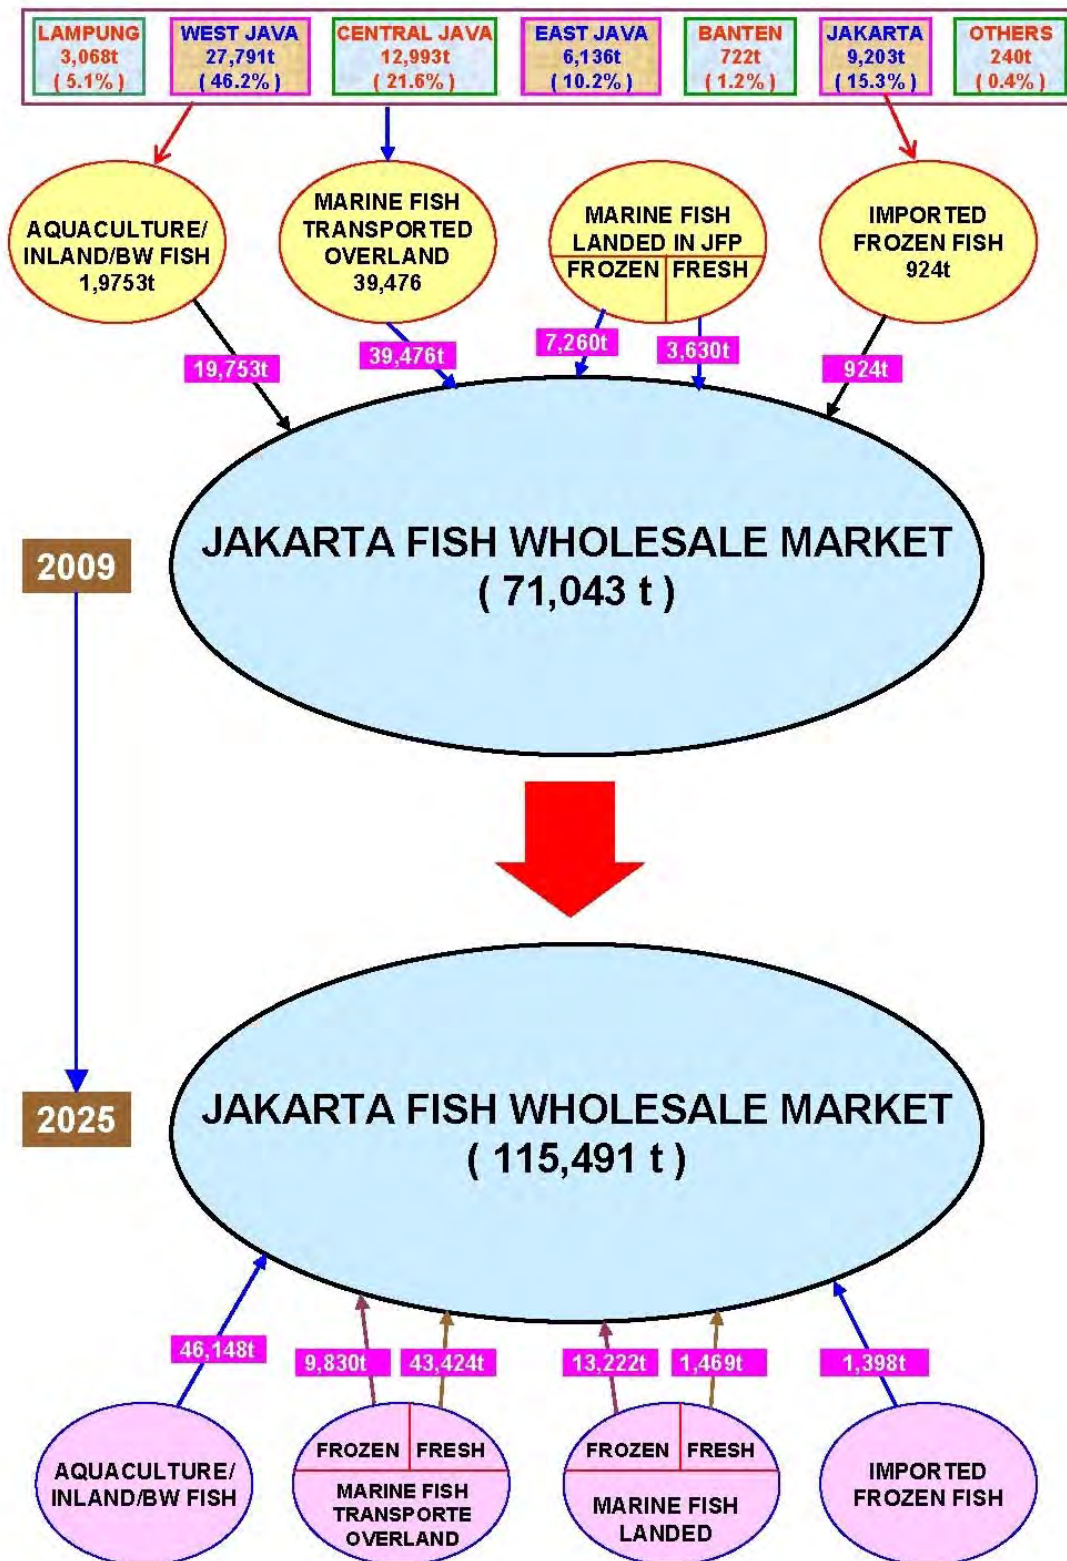 LAMPUNG
3,068t
( 5.1% )
WEST JAVA
27,791t
( 46.2% )
CENTRAL JAVA
12,993t
( 21.6% )
EAST JAVA
6,136t
( 10.2% )
BANTEN
722t
( 1.2% )
JAKARTA
9,203t
( 15.3% )
OTHERS
240t
( 0.4% )
AQUACULTURE/
INLAND/BW FISH
1,9753t
MARINE FISH
TRANSPORTED
OVERLAND
39,476
MARINE FISH
LANDED IN JFP
FROZEN
FRESH
IMPORTED
FROZEN FISH
924t
19,753t
39,476t
7,260t
3,630t
924t
2009
JAKARTA FISH WHOLESALE MARKET
( 71,043 t )
2025
JAKARTA FISH WHOLESALE MARKET
( 115,491 t )
46,148t
9,830t
43,424t
13,222t
1,469t
1,398t
AQUACULTURE/
INLAND/BW FISH
FROZEN
FRESH
MARINE FISH
TRANSPORTE
OVERLAND
FROZEN
FRESH
MARINE FISH
LANDED
IMPORTED
FROZEN FISH